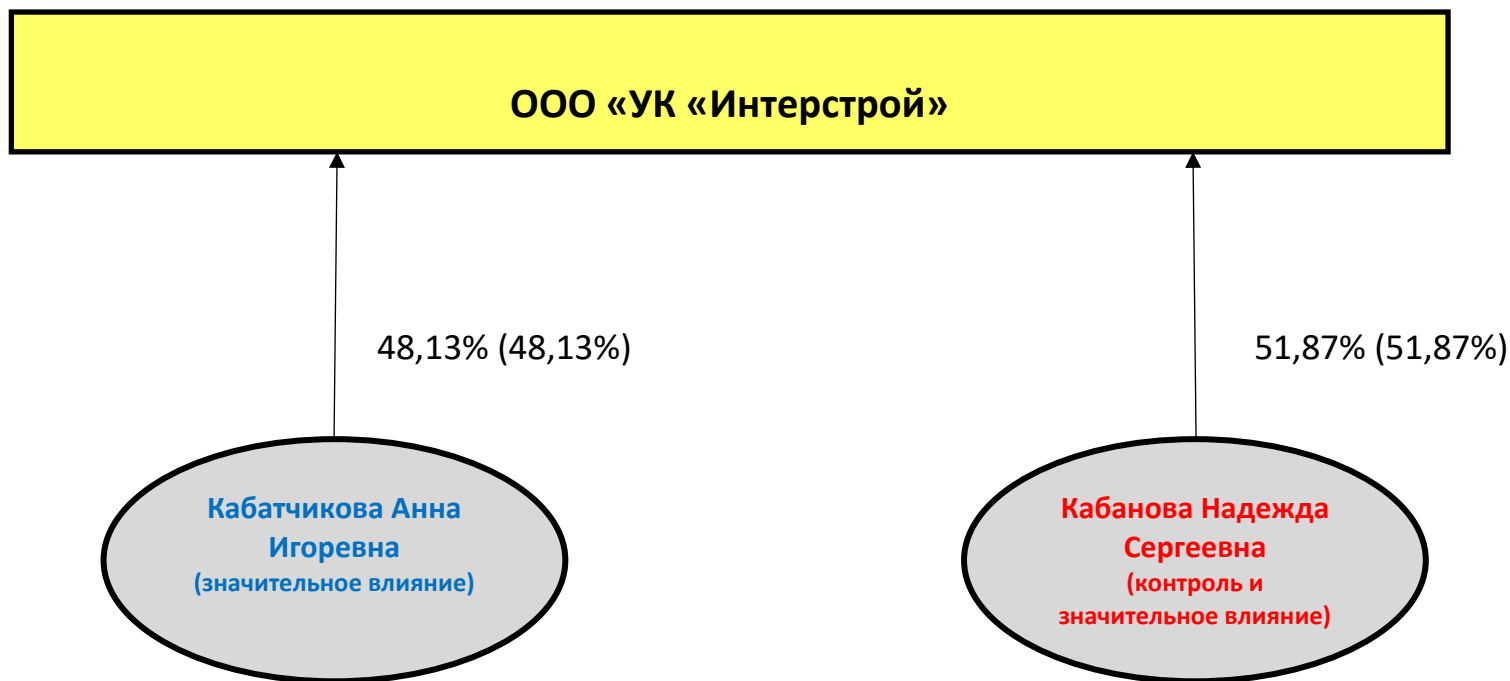 ООО «УК «Интерстрой»
48,13% (48,13%)
51,87% (51,87%)
Кабатчикова Анна
Игоревна
(значительное влияние)
Кабанова Надежда
Сергеевна
(контроль и
значительное влияние)